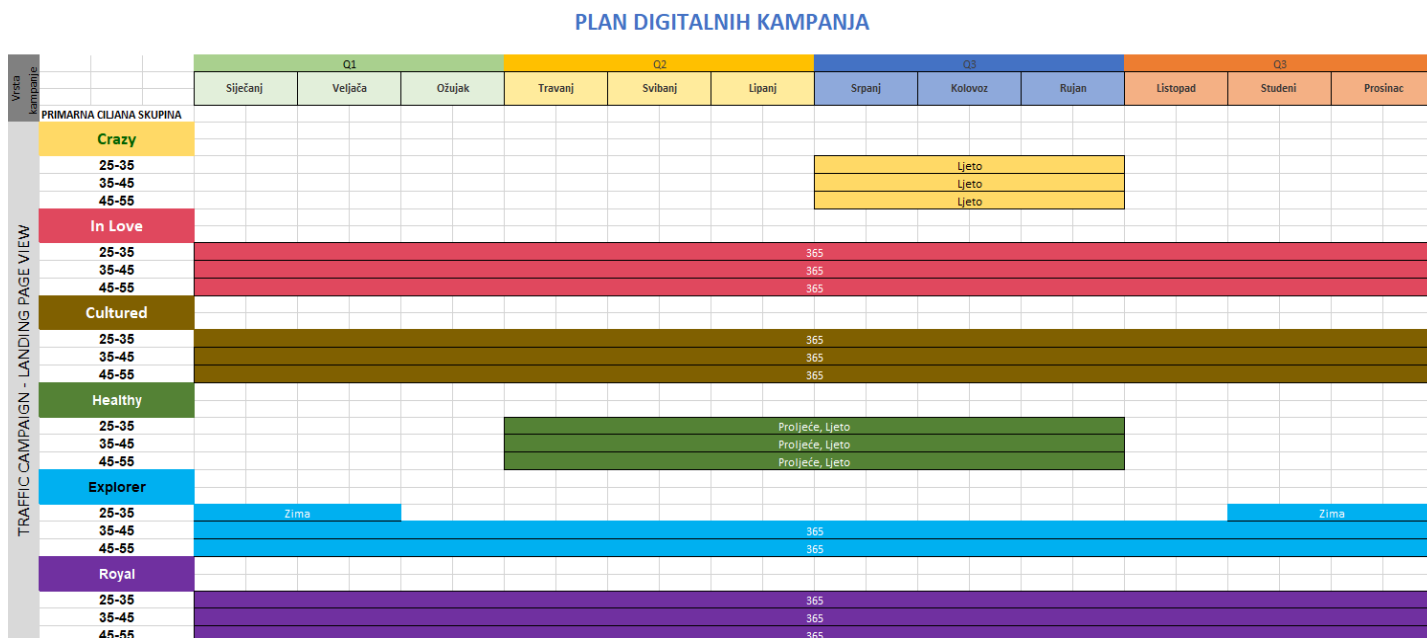 PLAN DIGITALNIH KAMPANJA
Vrsta kampanje
Q1 Q2 Q3 Q3
Siječanj Veljača Ožujak Travanj Svibanj Lipanj Srpanj Kolovoz Rujan Listopad Studeni Prosinac
PRIMARNA CILJANA SKUPINA
TRAFFIC CAMPAIGN - LANDING PAGE VIEW
Crazy
25-35 Ljeto
35-45 Ljeto
45-55 Ljeto
In Love
25-35 365
35-45 365
45-55 365
Cultured
25-35 365
35-45 365
45-55 365
Healthy
25-35 Proljeće, Ljeto
35-45 Proljeće, Ljeto
45-55 Proljeće, Ljeto
Explorer
25-35 Zima Zima
35-45 365
45-55 365
Royal
25-35 365
35-45 365
45-55 365